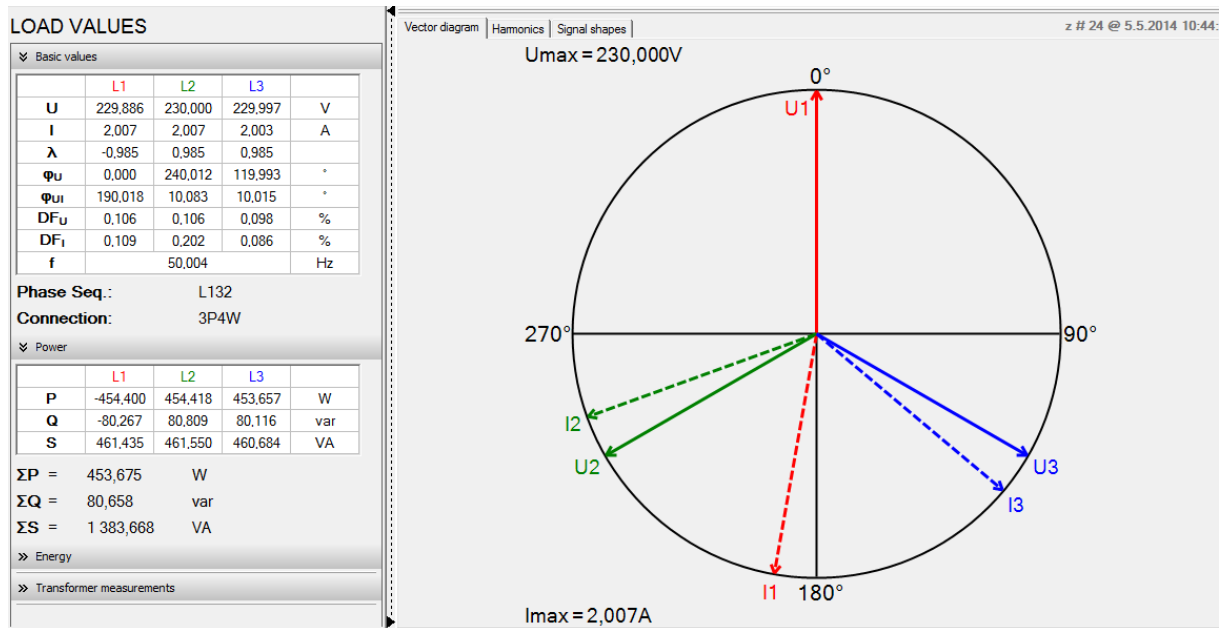 LOAD VALUES
Basic values
L1 L2 L3
U 229,886 230,000 229,997 V
I 2,007 2,007 2,003 A
λ -0,985 0,985 0,985
φU 0,000 240,012 119,993 °
φUI 190,018 10,083 10,015 °
DFU 0,106 0,106 0,098 %
DFI 0,109 0,202 0,086 %
f 50,004 Hz
Phase Seq.: L132
Connection: 3P4W
Power
L1 L2 L3
P -454,400 454,418 453,657 W
Q -80,267 80,809 80,116 var
S 461,435 461,550 460,684 VA
ΣP = 453,675 W
ΣQ = 80,658 var
ΣS = 1 383,668 VA
Energy
Transformer measurements
Vector diagram Harmonics Signal shapes
z # 24 @ 5.5.2014 10:44:
Umax = 230,000V
0°
U1
270°
90°
I2
U2
U3
I3
I1
180°
Imax = 2,007A